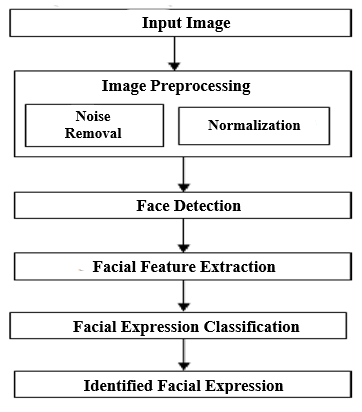 Input Image
Image Preprocessing
Noise
Removal
Normalization
Face Detection
Facial Feature Extraction
Facial Expression Classification
Identified Facial Expression